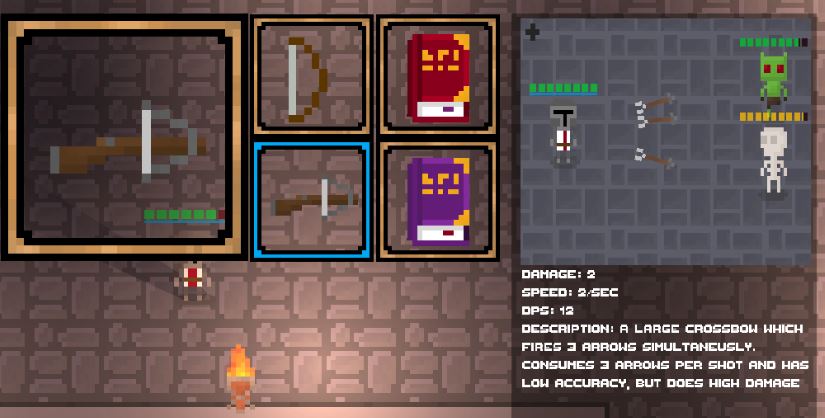 DAMAGE: 2
SPEED: 2/SEC
DPS: 12
DESCRIPTION: A LARGE CROSSBOW WHICH
FIRES 3 ARROWS SIMULTANEUSLY.
CONSUMES 3 ARROWS PER SHOT AND HAS
LOW ACCURACY, BUT DOES HIGH DAMAGE